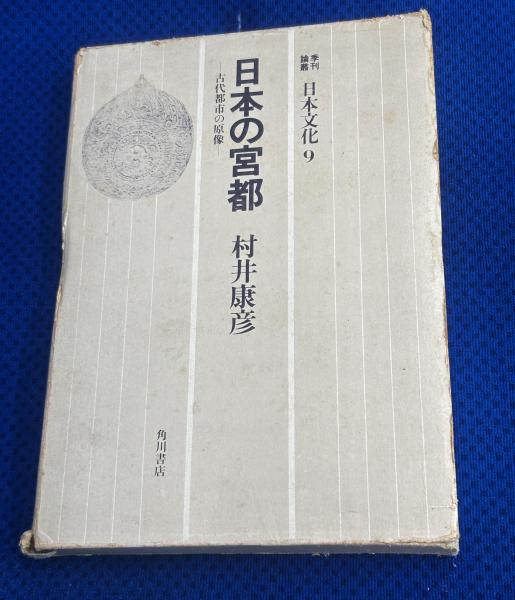 季刊
論叢
日本文化9
日本の宮都
—古代都市の原像—
村井康彦
角川書店